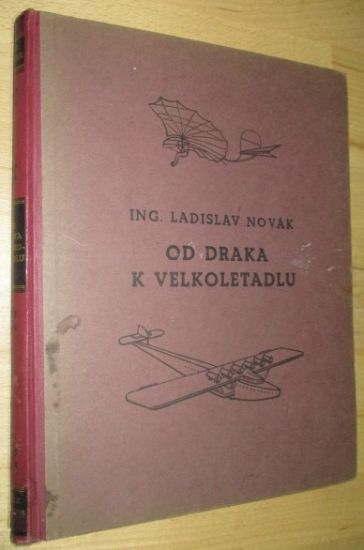 ING. LADISLAV NOVÁK
OD DRAKA
K VELKOLETADLU